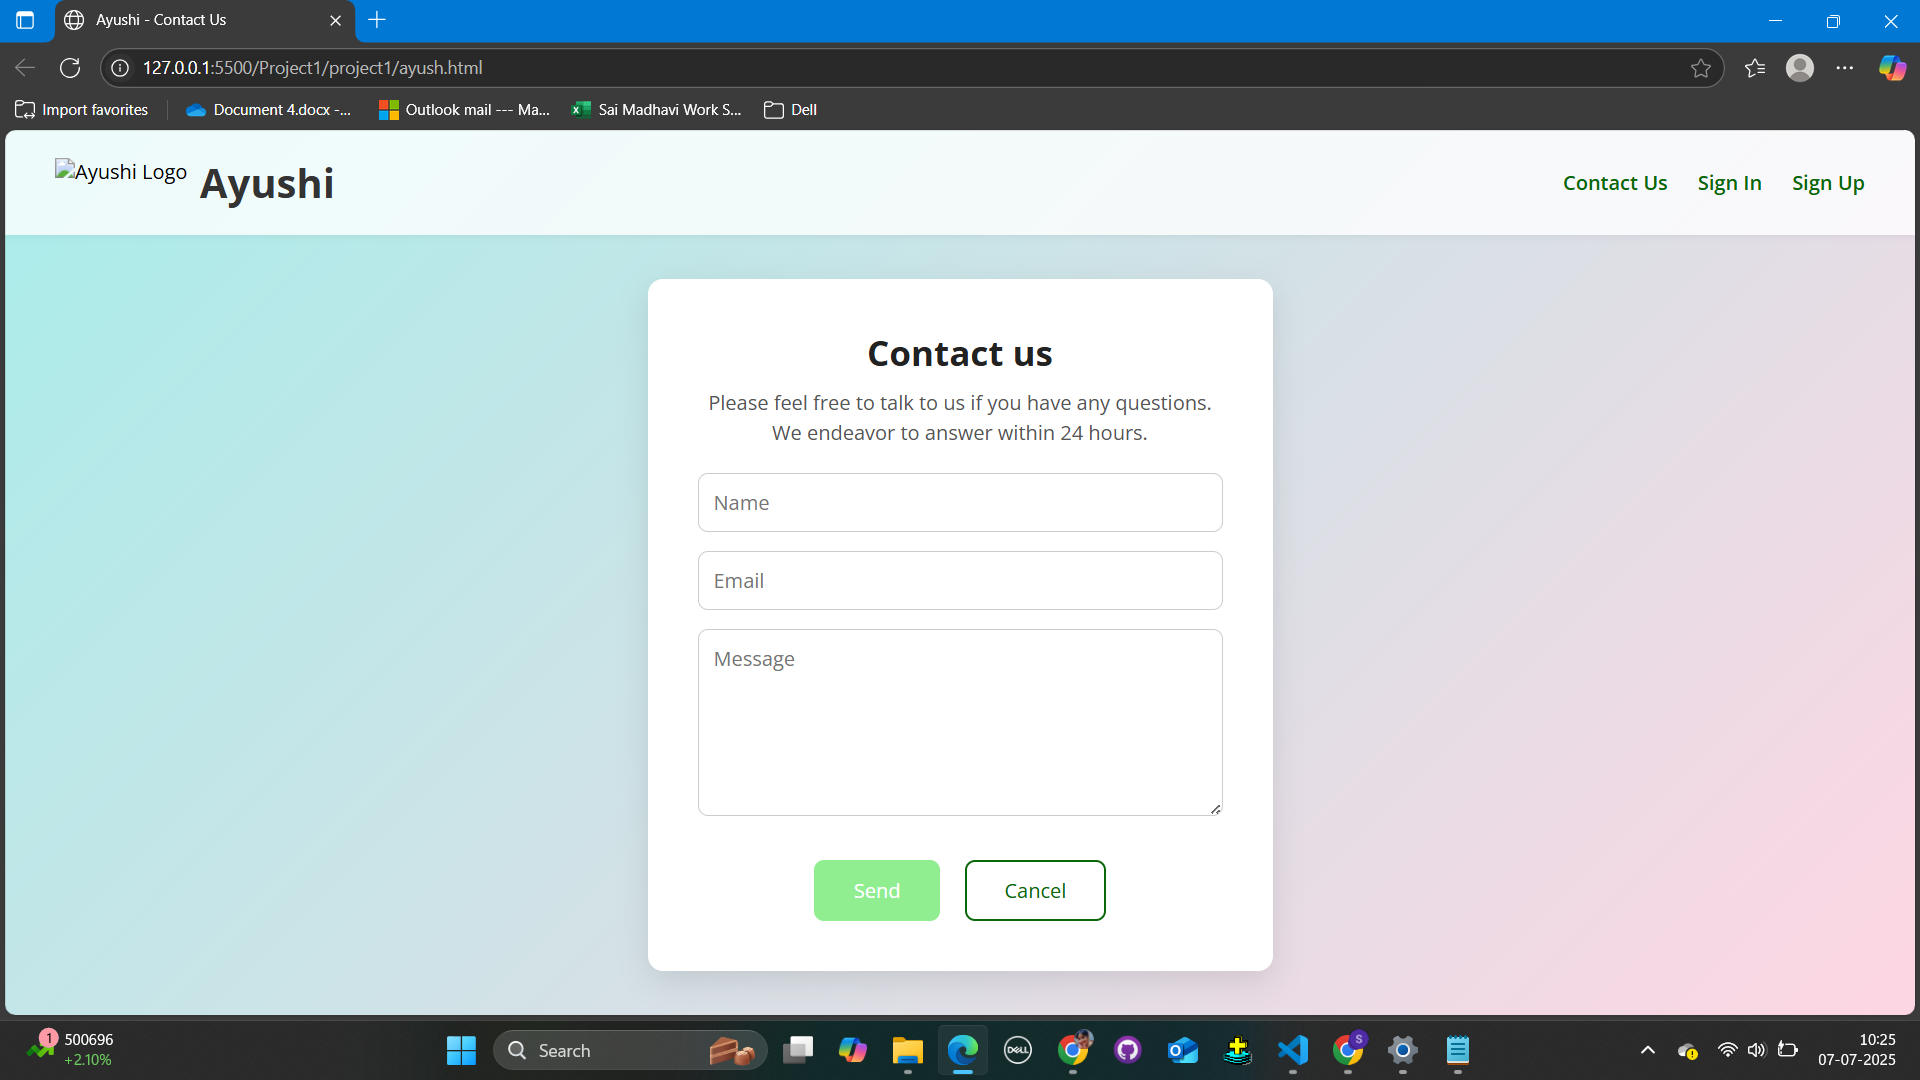 Ayushi - Contact Us
127.0.0.1:5500/Project1/project1/ayush.html
Import favorites
Document 4.docx -...
Outlook mail --- Ma...
Sai Madhavi Work S...
Dell
Ayushi Logo
Ayushi
Contact Us
Sign In
Sign Up
Contact us
Please feel free to talk to us if you have any questions.
We endeavor to answer within 24 hours.
Name
Email
Message
Send
Cancel
1
500696
+2.10%
Search
DELL
S
10:25
07-07-2025